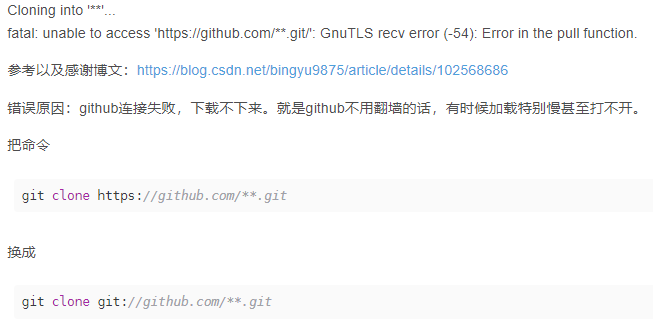 Cloning into '**'...
fatal: unable to access 'https://github.com/**.git/': GnuTLS recv error (-54): Error in the pull function.
参考以及感谢博文：https://blog.csdn.net/bingyu9875/article/details/102568686
错误原因：github连接失败，下载不下来。就是github不用翻墙的话，有时候加载特别慢甚至打不开。
把命令
git clone https://github.com/**.git
换成
git clone git://github.com/**.git